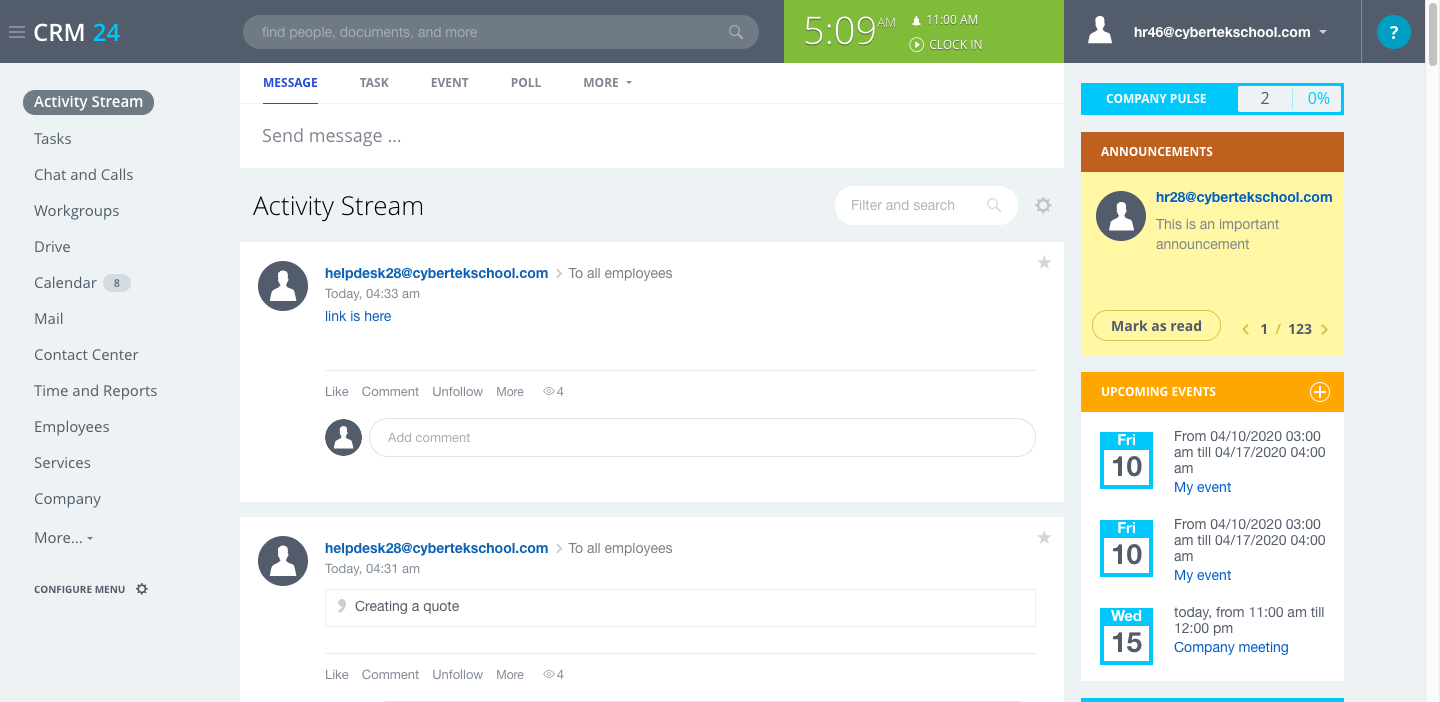 CRM 24
find people, documents, and more
5:09 AM
11:00 AM
CLOCK IN
hr46@cybertekschool.com
?
Activity Stream
Tasks
Chat and Calls
Workgroups
Drive
Calendar 8
Mail
Contact Center
Time and Reports
Employees
Services
Company
More...
CONFIGURE MENU
MESSAGE TASK EVENT POLL MORE
Send message ...
Activity Stream
Filter and search
helpdesk28@cybertekschool.com > To all employees
Today, 04:33 am
link is here
Like Comment Unfollow More 4
Add comment
helpdesk28@cybertekschool.com > To all employees
Today, 04:31 am
Creating a quote
Like Comment Unfollow More 4
COMPANY PULSE 2 0%
ANNOUNCEMENTS
hr28@cybertekschool.com
This is an important
announcement
Mark as read
< 1 / 123 >
UPCOMING EVENTS
Fri
10
From 04/10/2020 03:00
am till 04/17/2020 04:00
am
My event
Fri
10
From 04/10/2020 03:00
am till 04/17/2020 04:00
am
My event
Wed
15
today, from 11:00 am till
12:00 pm
Company meeting